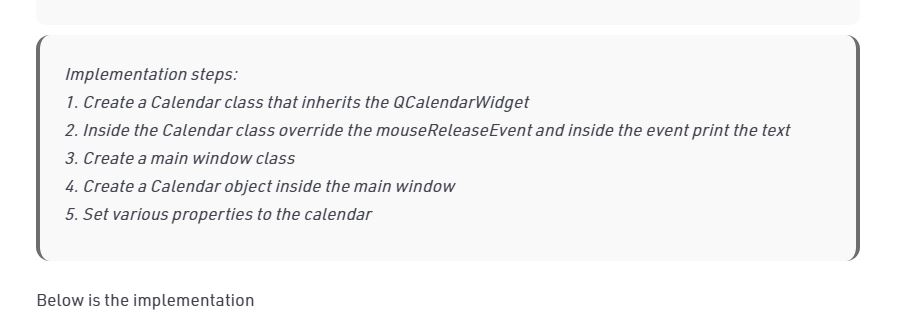 Implementation steps:
1. Create a Calendar class that inherits the QCalendarWidget
2. Inside the Calendar class override the mouseReleaseEvent and inside the event print the text
3. Create a main window class
4. Create a Calendar object inside the main window
5. Set various properties to the calendar
Below is the implementation